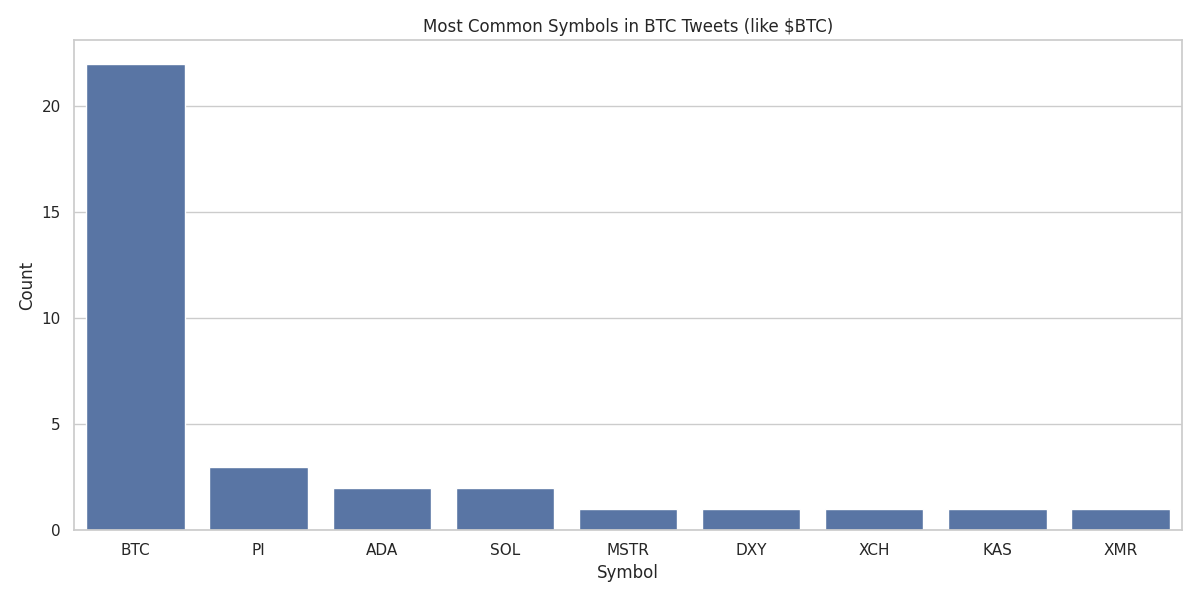 Most Common Symbols in BTC Tweets (like $BTC)
Count
20
15
10
5
0
BTC PI ADA SOL MSTR DXY XCH KAS XMR
Symbol